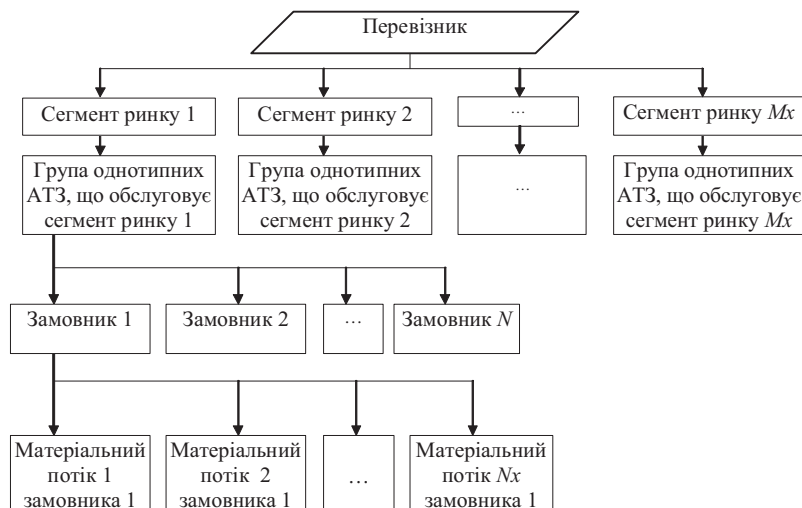 Перевізник
Сегмент ринку 1
Сегмент ринку 2
...
Сегмент ринку Mx
Група однотипних
АТЗ, що обслуговує
сегмент ринку 1
Група однотипних
АТЗ, що обслуговує
сегмент ринку 2
...
Група однотипних
АТЗ, що обслуговує
сегмент ринку Mx
Замовник 1
Замовник 2
...
Замовник N
Матеріальний
потік 1
замовника 1
Матеріальний
потік 2
замовника 1
...
Матеріальний
потік Nx
замовника 1